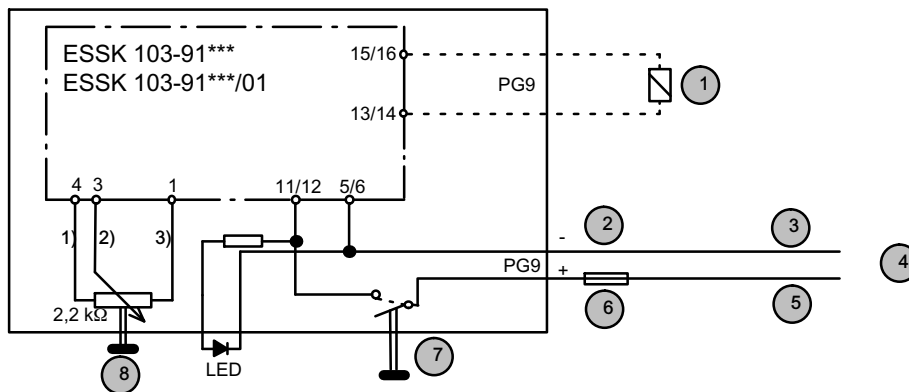 ESSK 103-91***
ESSK 103-91***/01
15/16
PG9
1
13/14
4 3 1 11/12 5/6
1) 2) 3)
-
2
3
4
PG9
+
6
5
2,2 kΩ
LED
7
8